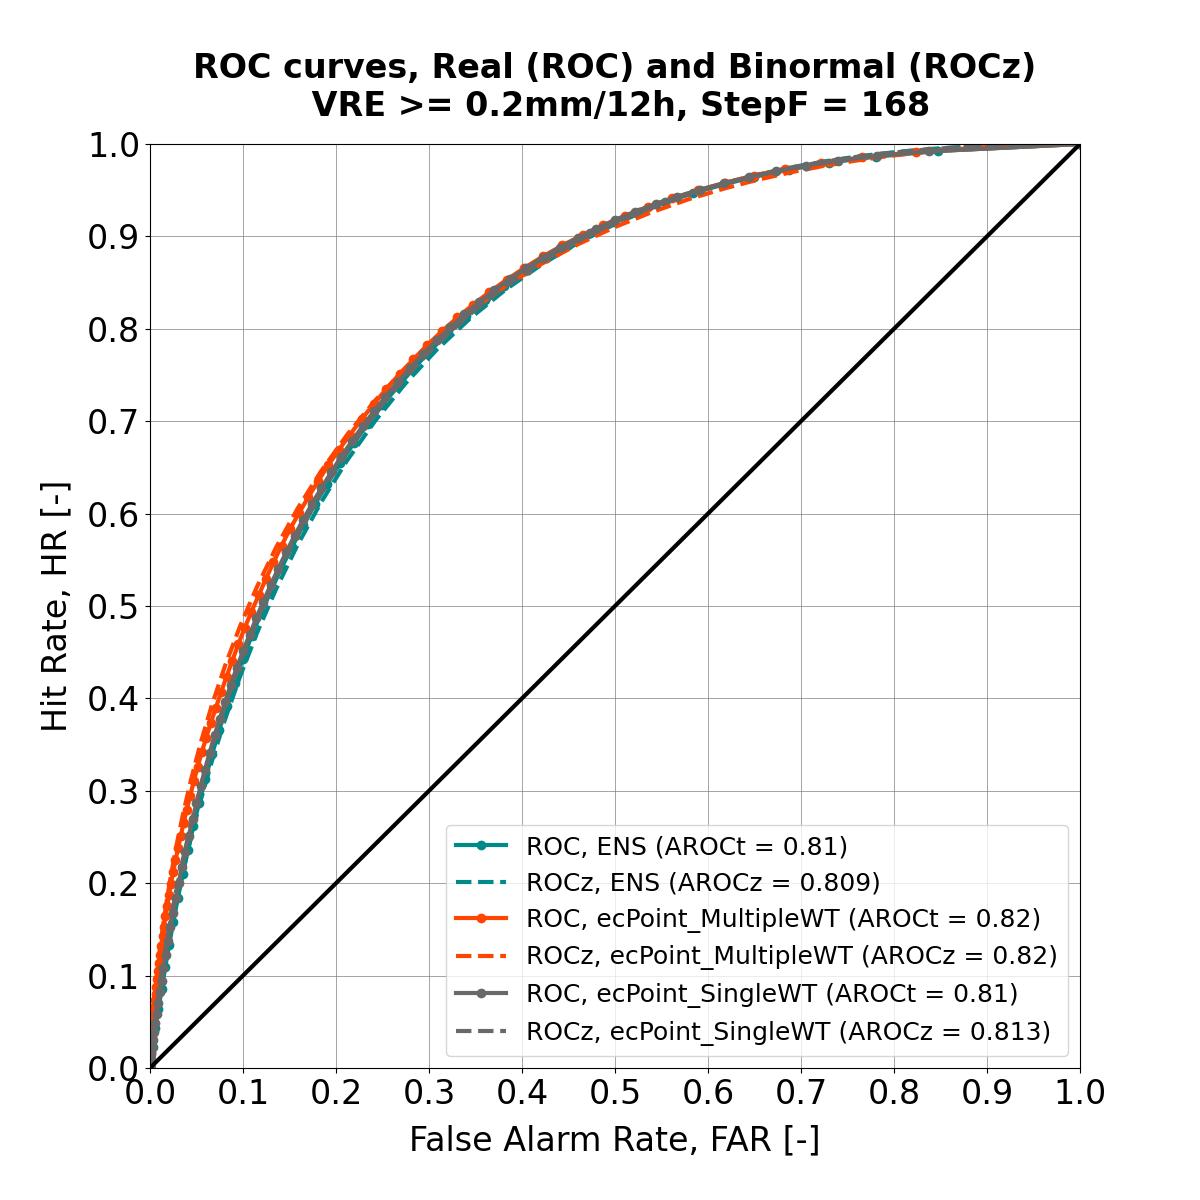 ROC curves, Real (ROC) and Binormal (ROCz)
VRE >= 0.2mm/12h, StepF = 168
1.0
0.9
0.8
0.7
0.6
0.5
0.4
0.3
0.2
0.1
0.0
Hit Rate, HR [-]
ROC, ENS (AROCt = 0.81)
ROCz, ENS (AROCz = 0.809)
ROC, ecPoint_MultipleWT (AROCt = 0.82)
ROCz, ecPoint_MultipleWT (AROCz = 0.82)
ROC, ecPoint_SingleWT (AROCt = 0.81)
ROCz, ecPoint_SingleWT (AROCz = 0.813)
0.0 0.1 0.2 0.3 0.4 0.5 0.6 0.7 0.8 0.9 1.0
False Alarm Rate, FAR [-]